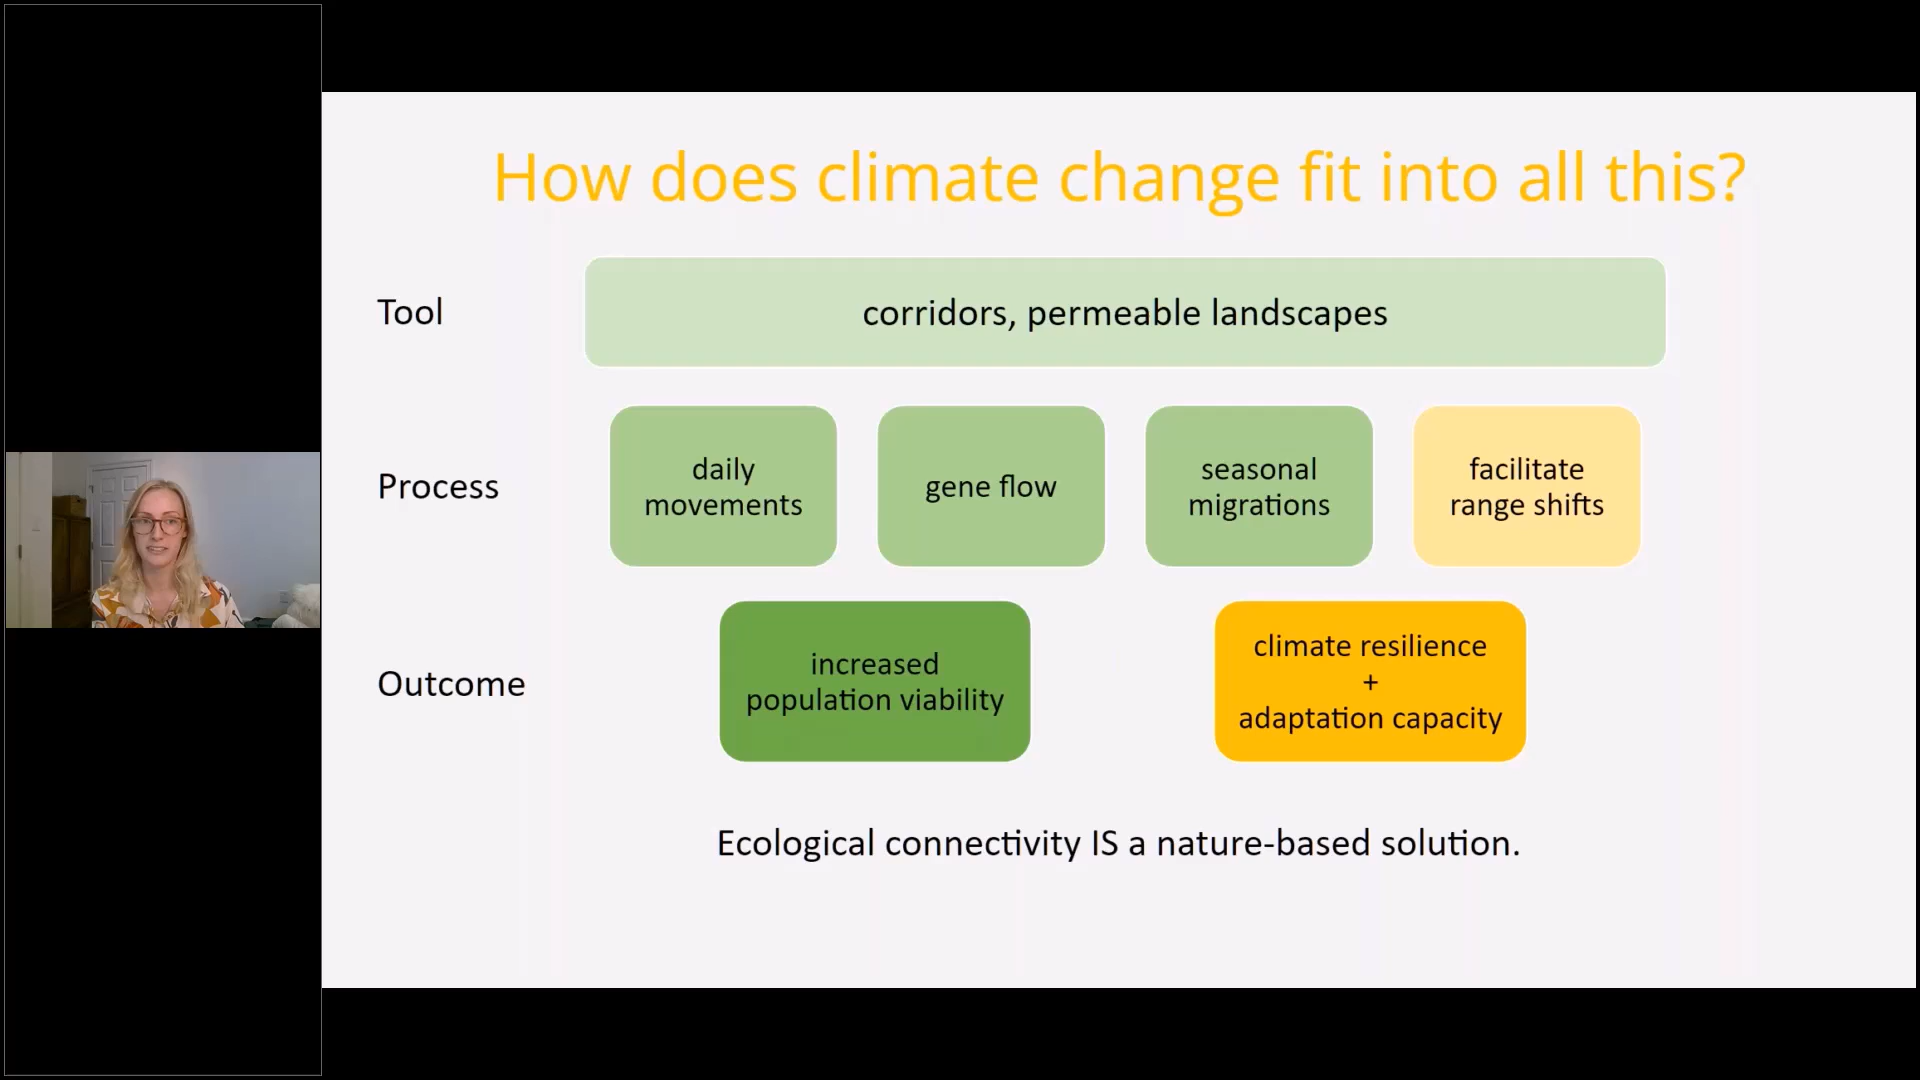 How does climate change fit into all this?
Tool
corridors, permeable landscapes
Process
daily
movements
gene flow
seasonal
migrations
facilitate
range shifts
Outcome
increased
population viability
climate resilience
+
adaptation capacity
Ecological connectivity IS a nature-based solution.